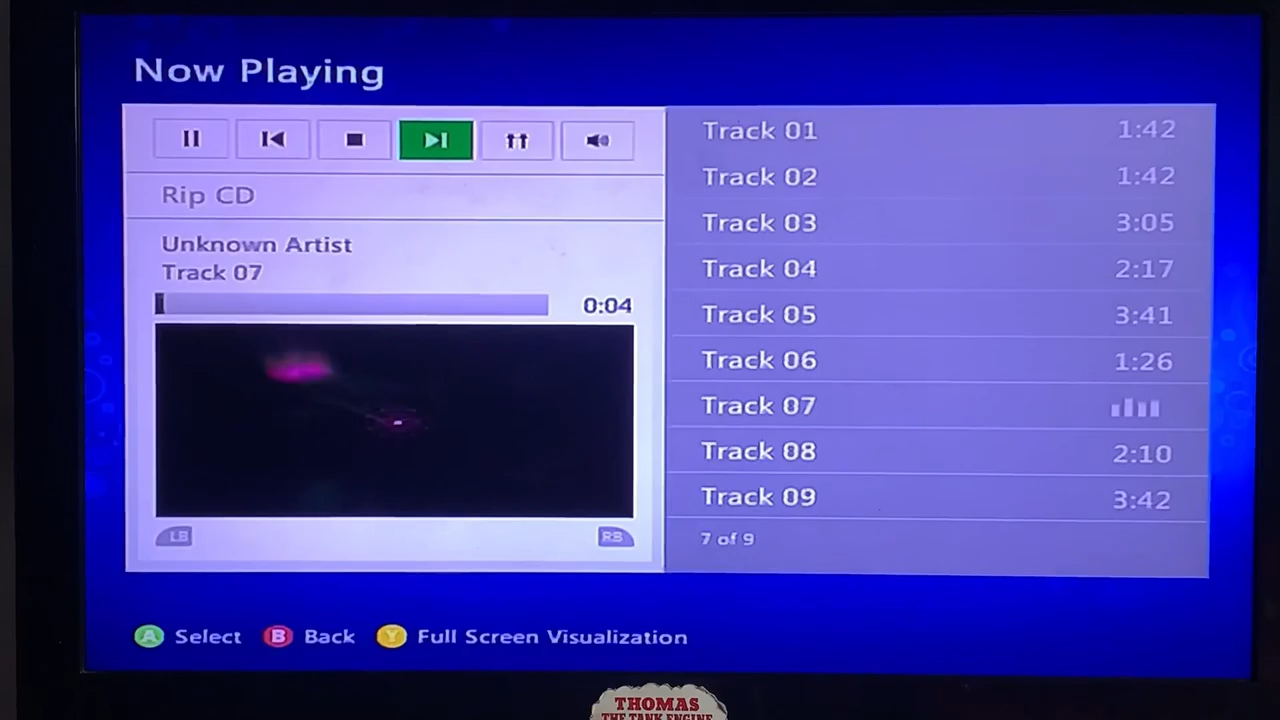 Now Playing
Rip CD
Unknown Artist
Track 07
0:04
LB
RB
Track 01 1:42
Track 02 1:42
Track 03 3:05
Track 04 2:17
Track 05 3:41
Track 06 1:26
Track 07
Track 08 2:10
Track 09 3:42
7 of 9
A Select B Back Y Full Screen Visualization
THOMAS
THE TANK ENGINE